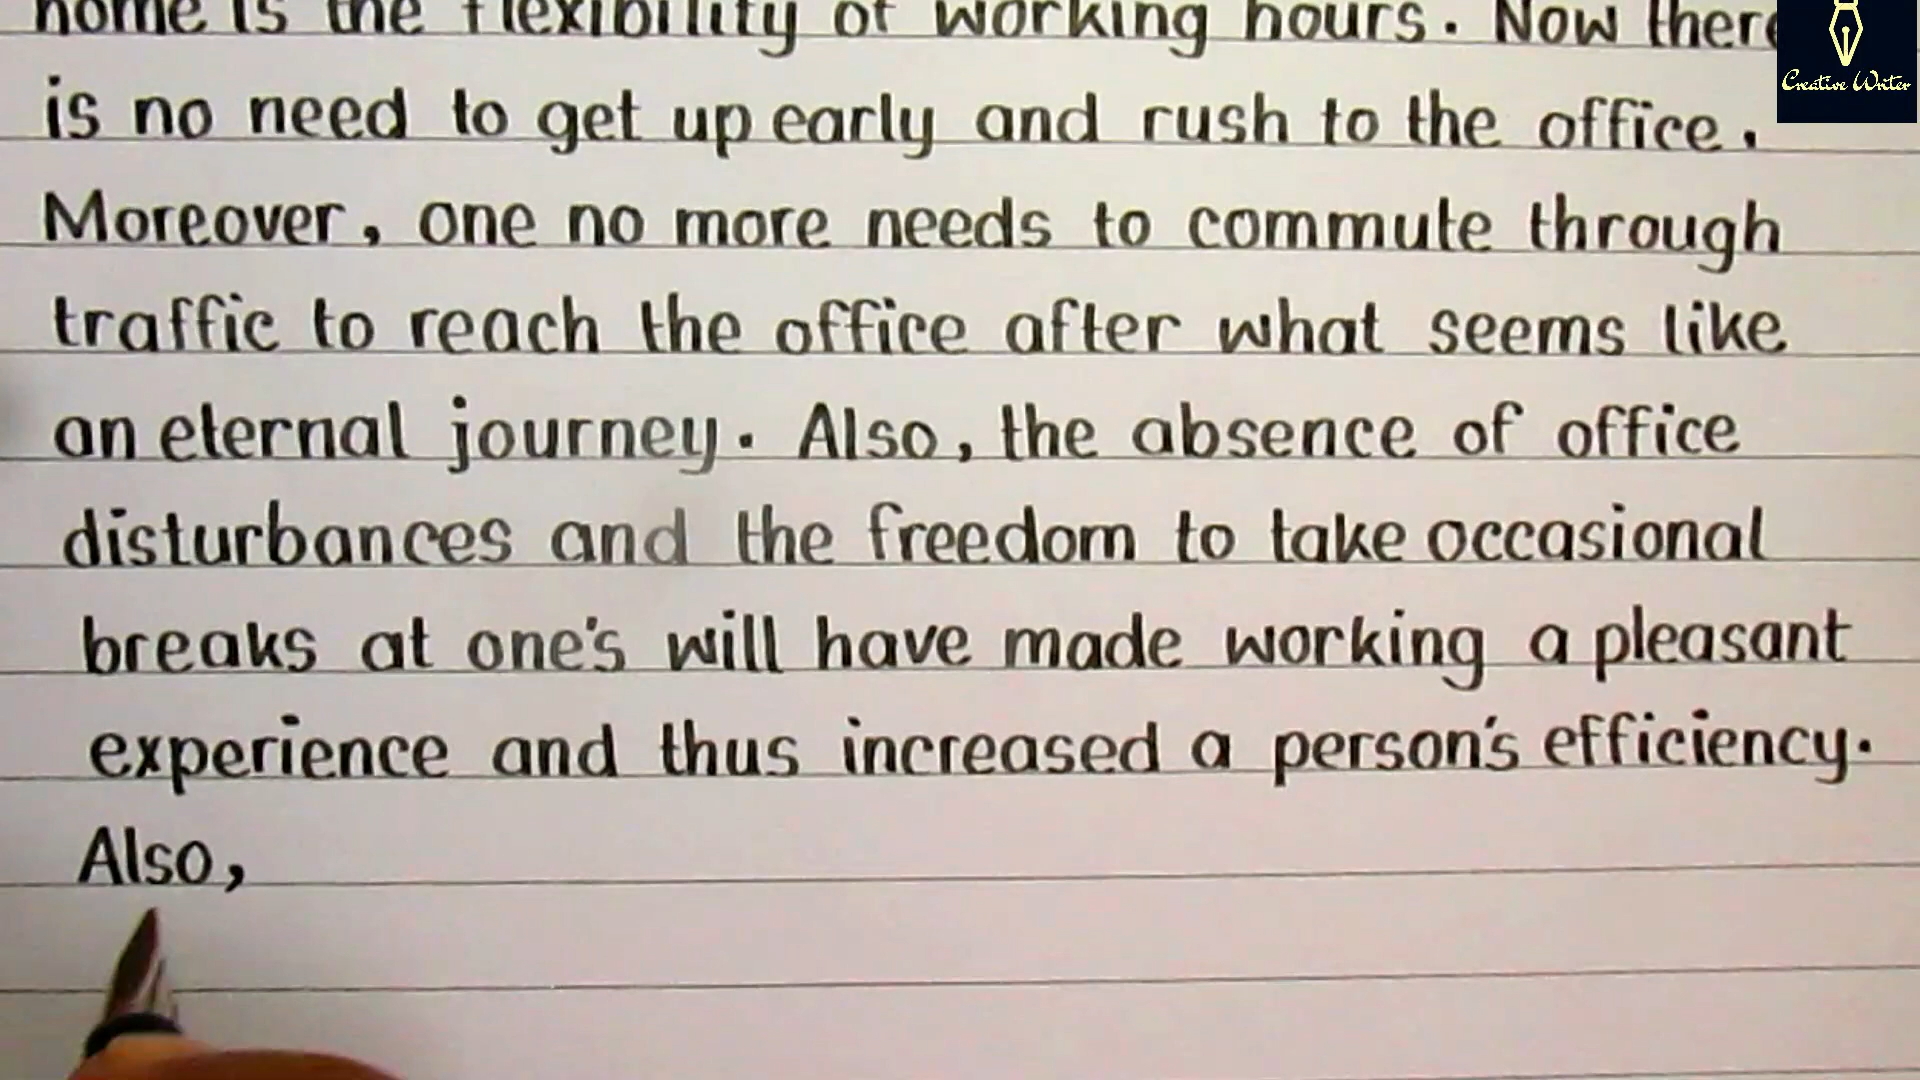 home is the flexibility of working hours. Now there
is no need to get up early and rush to the office.
Moreover, one no more needs to commute through
traffic to reach the office after what seems like
an eternal journey. Also, the absence of office
disturbances and the freedom to take occasional
breaks at one's will have made working a pleasant
experience and thus increased a person's efficiency.
Also,
Creative Writer